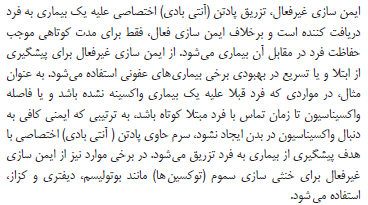 ایمن سازی غیرفعال، تزریق پادتن (آنتی بادی) اختصاصی علیه یک بیماری به فرد
دریافت کننده است و برخلاف ایمن سازی فعال، فقط برای مدت کوتاهی موجب
حفاظت فرد در مقابل آن بیماری می‌شود. از ایمن سازی غیرفعال برای پیشگیری
از ابتلا و یا تسریع در بهبودی برخی بیماری‌های عفونی استفاده می‌شود. به عنوان
مثال، در مواردی که فرد قبلا علیه یک بیماری واکسینه نشده باشد و یا فاصله
واکسیناسیون تا زمان تماس با فرد مبتلا کوتاه باشد، به ترتیبی که ایمنی کافی به
دنبال واکسیناسیون در بدن ایجاد نشود، سرم حاوی پادتن ( آنتی بادی) اختصاصی با
هدف پیشگیری از بیماری به فرد تزریق می‌شود. در برخی موارد نیز از ایمن سازی
غیرفعال برای خنثی سازی سموم (توکسین ها) مانند بوتولیسم، دیفتری و کزاز،
استفاده می‌شود.